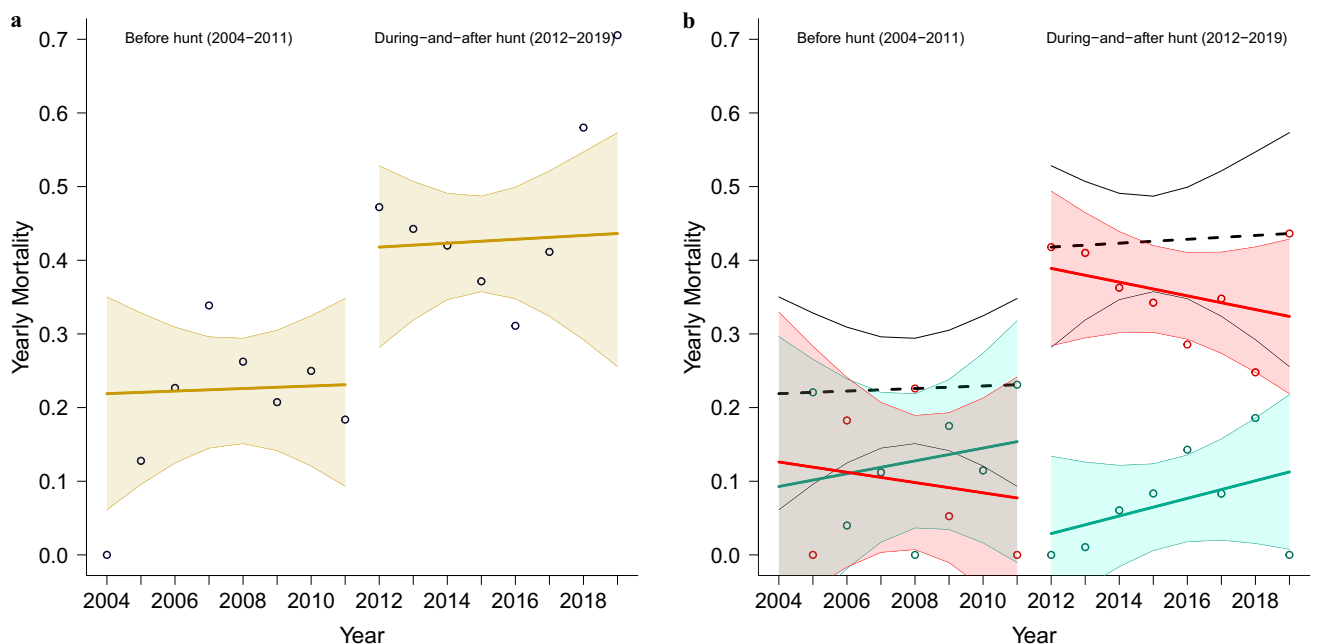 a
Before hunt (2004−2011)
During−and−after hunt (2012−2019)
0.7
0.6
0.5
0.4
0.3
0.2
0.1
0.0
Yearly Mortality
2004 2006 2008 2010 2012 2014 2016 2018
Year
b
Before hunt (2004−2011)
During−and−after hunt (2012−2019)
0.7
0.6
0.5
0.4
0.3
0.2
0.1
0.0
Yearly Mortality
2004 2006 2008 2010 2012 2014 2016 2018
Year